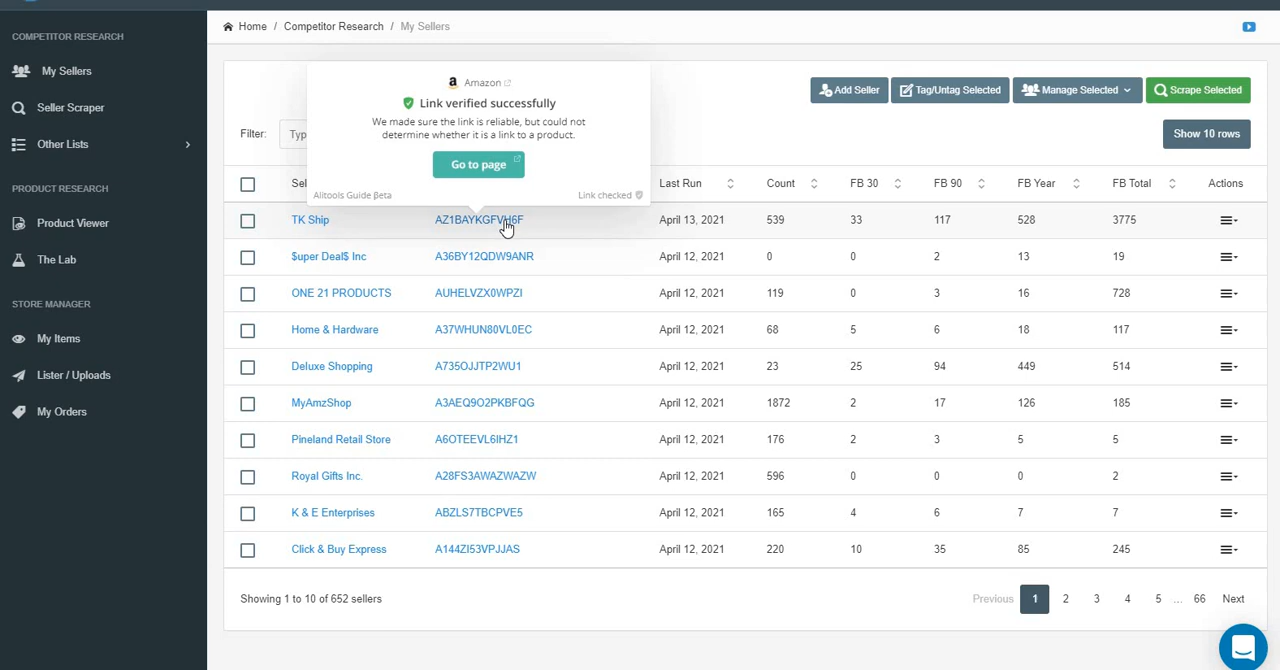 COMPETITOR RESEARCH
My Sellers
Seller Scraper
Other Lists
PRODUCT RESEARCH
Product Viewer
The Lab
STORE MANAGER
My Items
Lister / Uploads
My Orders
Home / Competitor Research / My Sellers
Add Seller Tag/Untag Selected Manage Selected Scrape Selected
Filter: Typ Show 10 rows
Amazon
Link verified successfully
We made sure the link is reliable, but could not
determine whether it is a link to a product.
Go to page
Alitools Guide βeta Link checked
Sel Last Run Count FB 30 FB 90 FB Year FB Total Actions
TK Ship AZ1BAYKGFVH6F April 13, 2021 539 33 117 528 3775
$uper Deal$ Inc A36BY12QDW9ANR April 12, 2021 0 0 2 13 19
ONE 21 PRODUCTS AUHELVZX0WPZI April 12, 2021 119 0 3 16 728
Home & Hardware A37WHUN80VL0EC April 12, 2021 68 5 6 18 117
Deluxe Shopping A735OJJTP2WU1 April 12, 2021 23 25 94 449 514
MyAmzShop A3AEQ9O2PKBFQG April 12, 2021 1872 2 17 126 185
Pineland Retail Store A6OTEEVL6IHZ1 April 12, 2021 176 2 3 5 5
Royal Gifts Inc. A28FS3AWAZWAZW April 12, 2021 596 0 0 0 2
K & E Enterprises ABZLS7TBCPVE5 April 12, 2021 165 4 6 7 7
Click & Buy Express A144ZI53VPJJAS April 12, 2021 220 10 35 85 245
Showing 1 to 10 of 652 sellers
Previous 1 2 3 4 5 ... 66 Next